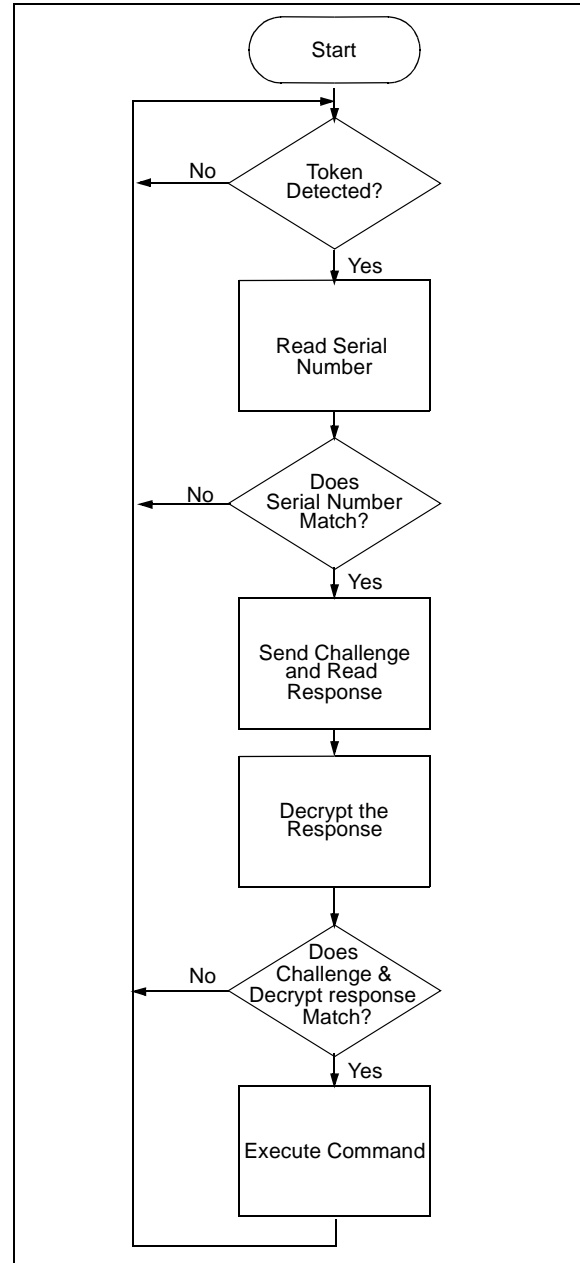 Start
No
Token
Detected?
Yes
Read Serial
Number
No
Does
Serial Number
Match?
Yes
Send Challenge
and Read
Response
Decrypt the
Response
No
Does
Challenge &
Decrypt response
Match?
Yes
Execute Command